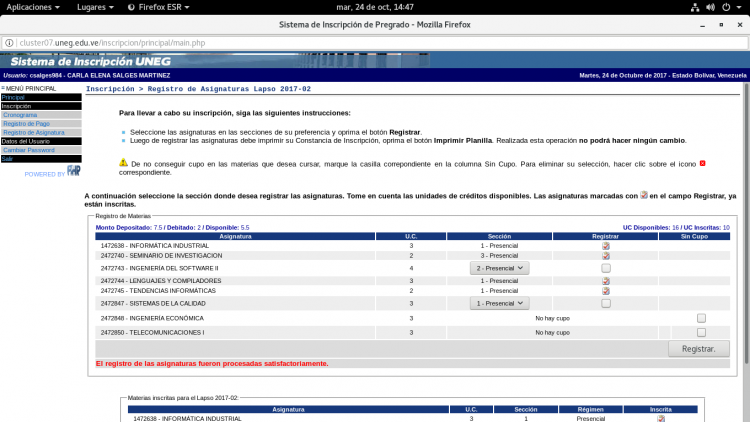 Aplicaciones Lugares Firefox ESR mar, 24 de oct, 14:47
Sistema de Inscripción de Pregrado - Mozilla Firefox
cluster07.uneg.edu.ve/inscripcion/principal/main.php
Sistema de Inscripción UNEG
Usuario: csalges984 - CARLA ELENA SALGES MARTINEZ Martes, 24 de Octubre de 2017 - Estado Bolívar, Venezuela
MENÚ PRINCIPAL
Principal
Inscripción
Cronograma
Registro de Pago
Registro de Asignatura
Datos del Usuario
Cambiar Password
Salir
POWERED BY
Inscripción > Registro de Asignaturas Lapso 2017-02
Para llevar a cabo su inscripción, siga las siguientes instrucciones:
Seleccione las asignaturas en las secciones de su preferencia y oprima el botón Registrar.
Luego de registrar las asignaturas debe imprimir su Constancia de Inscripción, oprima el botón Imprimir Planilla. Realizada esta operación no podrá hacer ningún cambio.
De no conseguir cupo en las materias que desea cursar, marque la casilla correpondiente en la columna Sin Cupo. Para eliminar su selección, hacer clic sobre el icono
correspondiente.
A continuación seleccione la sección donde desea registrar las asignaturas. Tome en cuenta las unidades de créditos disponibles. Las asignaturas marcadas con en el campo Registrar, ya
están inscritas.
Registro de Materias
Monto Depositado: 7.5 / Debitado: 2 / Disponible: 5.5 UC Disponibles: 16 / UC Inscritas: 10
Asignatura U.C. Sección Registrar Sin Cupo
1472638 - INFORMÁTICA INDUSTRIAL 3 1 - Presencial
2472740 - SEMINARIO DE INVESTIGACION 2 3 - Presencial
2472743 - INGENIERÍA DEL SOFTWARE II 4 2 - Presencial
2472744 - LENGUAJES Y COMPILADORES 3 1 - Presencial
2472745 - TENDENCIAS INFORMÁTICAS 2 1 - Presencial
2472847 - SISTEMAS DE LA CALIDAD 3 1 - Presencial
2472848 - INGENIERÍA ECONÓMICA 3 No hay cupo
2472850 - TELECOMUNICACIONES I 3 No hay cupo
Registrar.
El registro de las asignaturas fueron procesadas satisfactoriamente.
Materias inscritas para el Lapso 2017-02:
Asignatura U.C. Sección Régimen Inscrita
1472638 - INFORMÁTICA INDUSTRIAL 3 1 Presencial